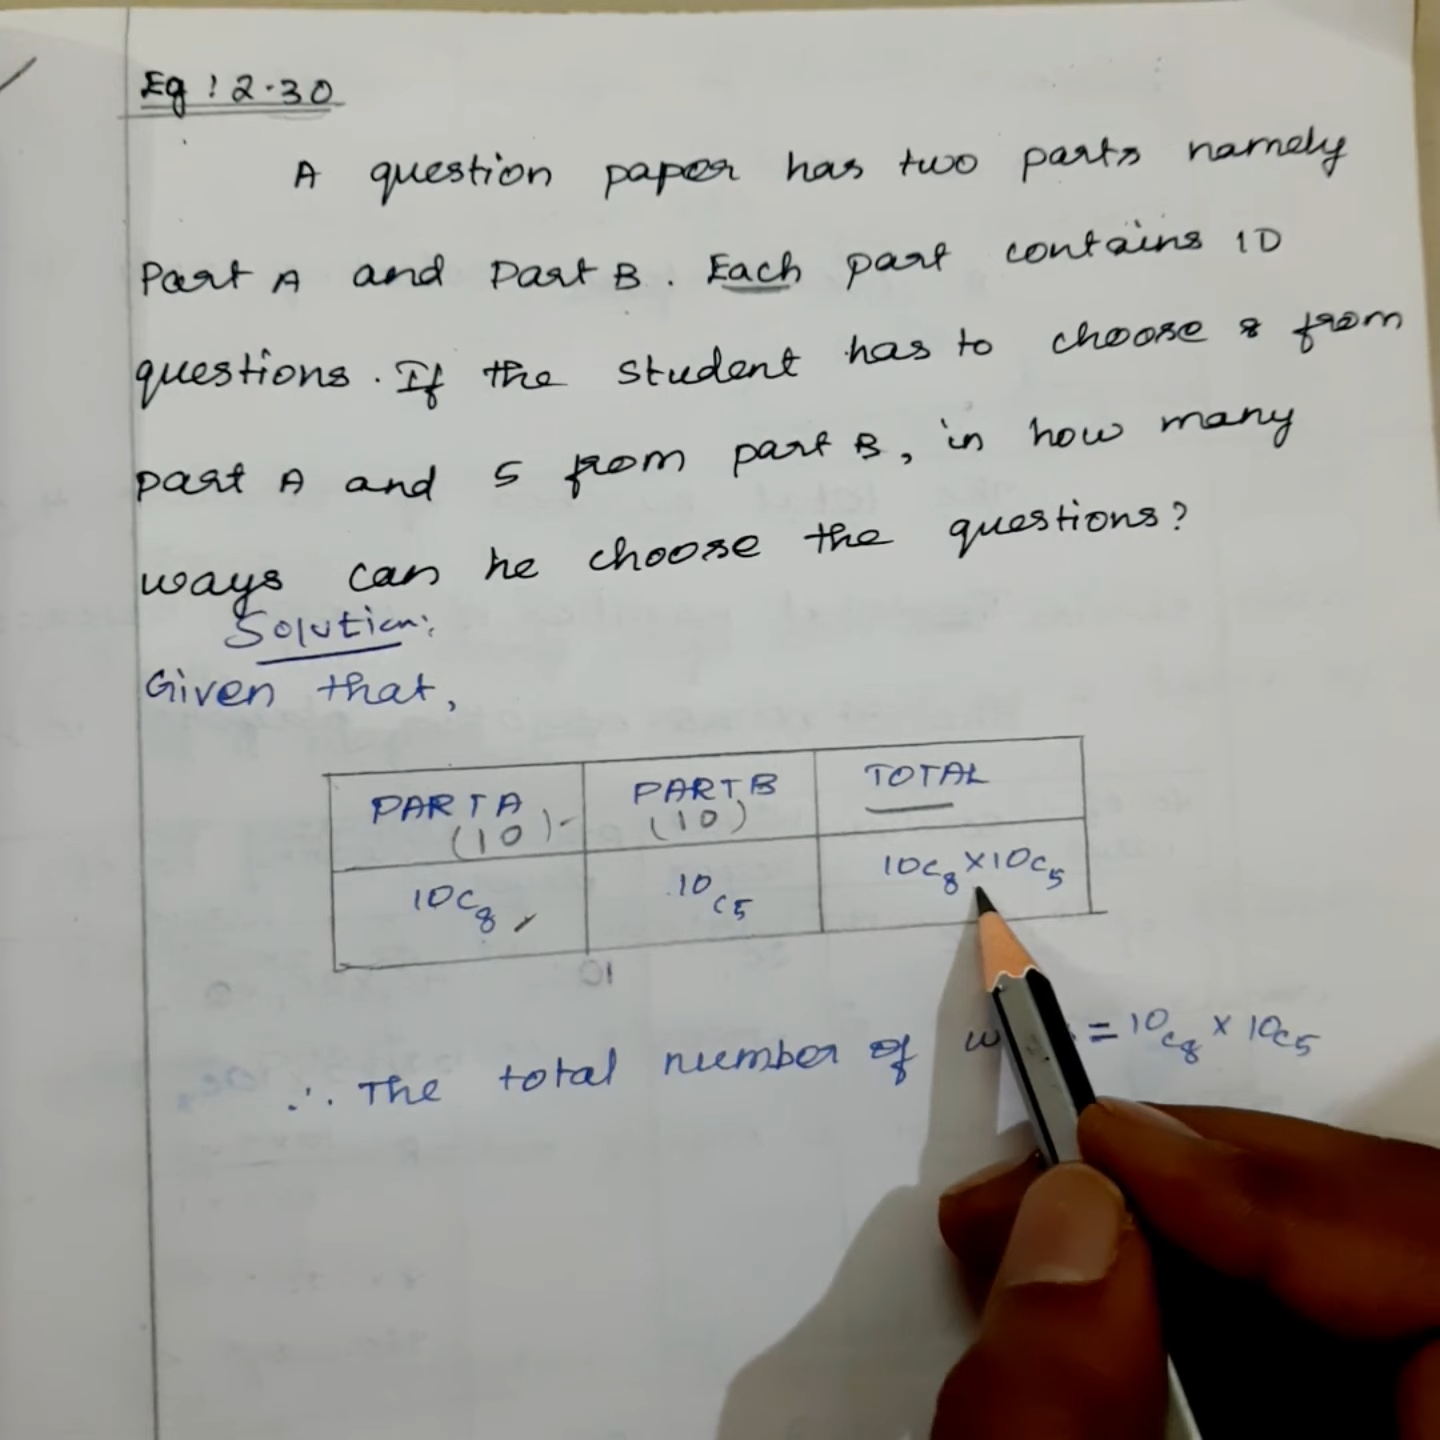 Eg : 2.30
A question paper has two parts namely
Part A and Part B. Each part contains 10
questions. If the student has to choose 8 from
part A and 5 from part B, in how many
ways can he choose the questions?
Solution:
Given that,
PART A PART B TOTAL
(10) (10)
10C8 10C5 10C8 × 10C5
10
∴ The total number of = 10C8 × 10C5